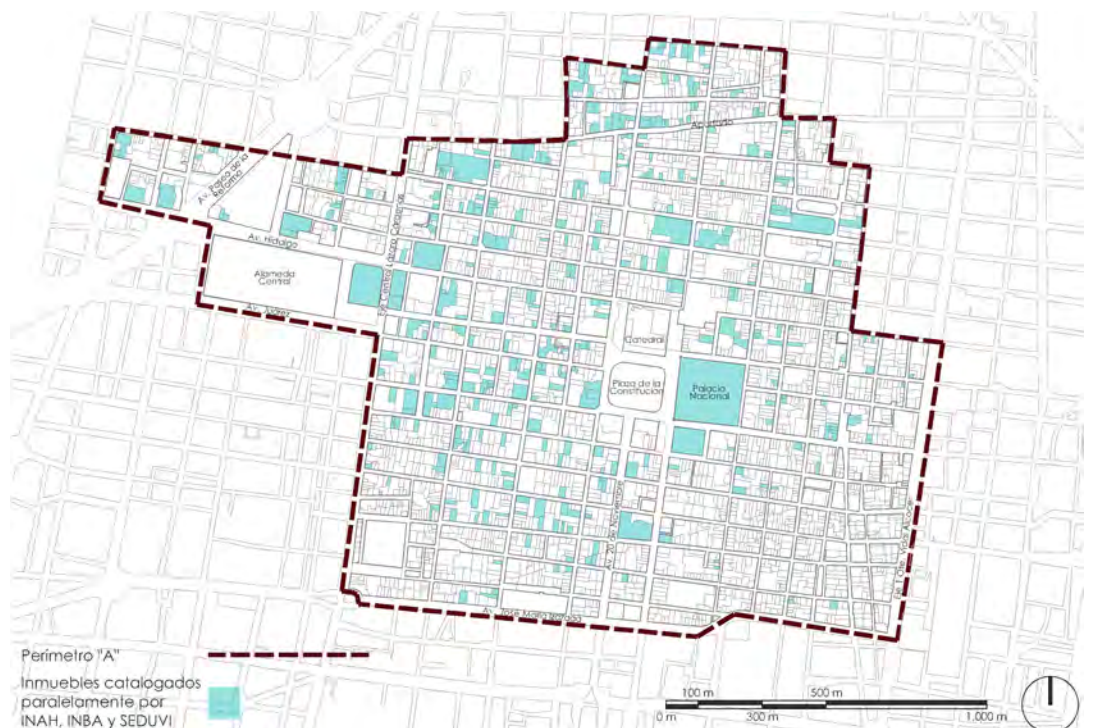 Apartado
Av. Paseo de la
Reforma
Eje Central Lázaro Cárdenas
Av. Hidalgo
Alameda
Central
Av. Juárez
Catedral
Plaza de la
Constitucion
Palacio
Nacional
Av. 20 de Noviembre
Av. José María Izazaga
Perímetro "A"
Inmuebles catalogados
paralelamente por
INAH, INBA y SEDUVI
100 m
500 m
0 m
300 m
1,000 m